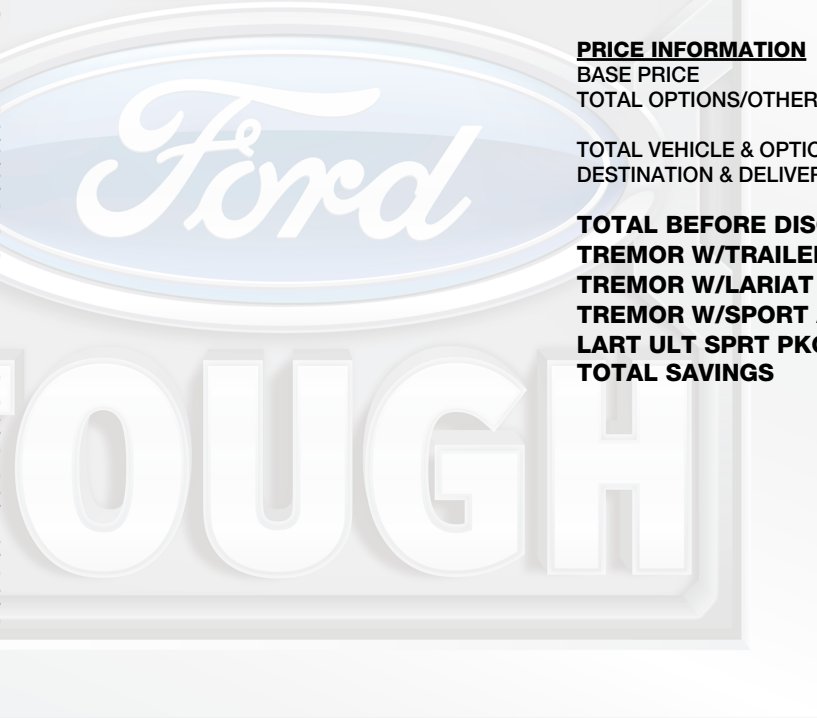 Ford
TOUGH
PRICE INFORMATION
BASE PRICE
TOTAL OPTIONS/OTHER
TOTAL VEHICLE & OPTIO
DESTINATION & DELIVER
TOTAL BEFORE DIS
TREMOR W/TRAILE
TREMOR W/LARIAT
TREMOR W/SPORT
LART ULT SPRT PK
TOTAL SAVINGS